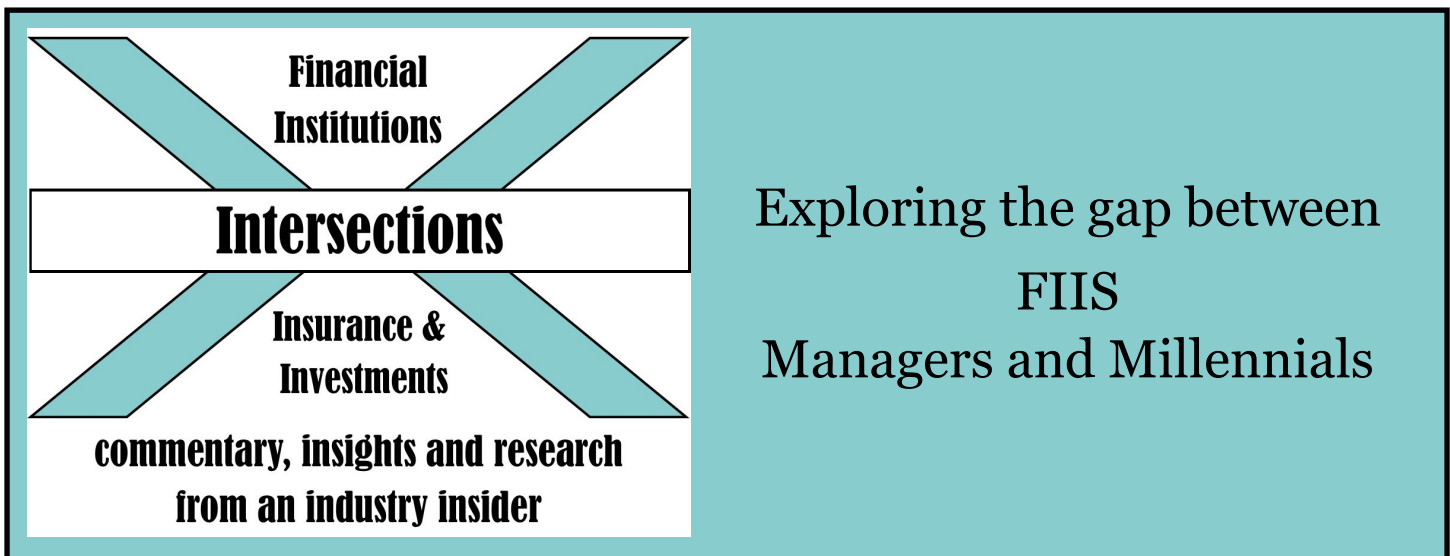 Financial
Institutions
Intersections
Insurance &
Investments
commentary, insights and research
from an industry insider
Exploring the gap between
FIIS
Managers and Millennials